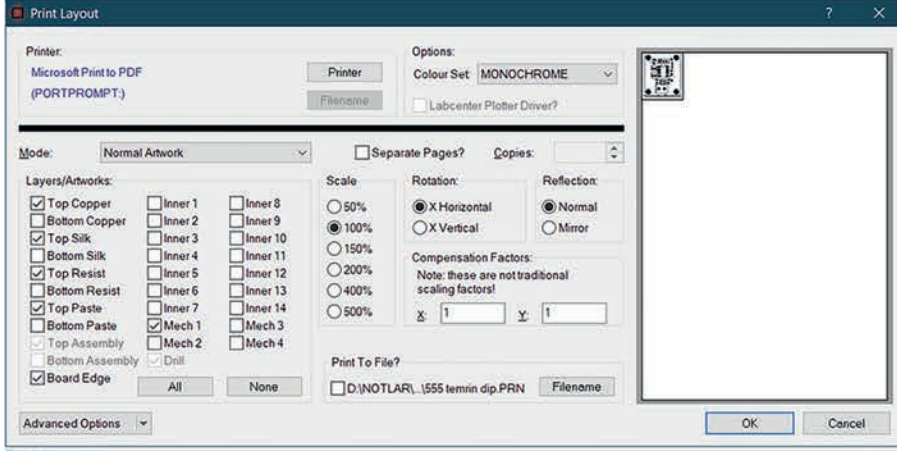 Print Layout
? X
Printer:
Microsoft Print to PDF
(PORTPROMPT:)
Printer
Filename
Options:
Colour Set: MONOCHROME
Labcenter Plotter Driver?
Mode: Normal Artwork
Separate Pages? Copies:
Layers/Artworks:
Top Copper Inner 1 Inner 8
Bottom Copper Inner 2 Inner 9
Top Silk Inner 3 Inner 10
Bottom Silk Inner 4 Inner 11
Top Resist Inner 5 Inner 12
Bottom Resist Inner 6 Inner 13
Top Paste Inner 7 Inner 14
Bottom Paste Mech 1 Mech 3
Top Assembly Mech 2 Mech 4
Bottom Assembly Drill
Board Edge All None
Scale
50%
100%
150%
200%
400%
500%
Rotation:
X Horizontal
X Vertical
Reflection:
Normal
Mirror
Compensation Factors:
Note: these are not traditional
scaling factors!
X: 1 Y: 1
Print To File?
D:\NOTLAR\...\555 temrin dip.PRN Filename
Advanced Options
OK Cancel